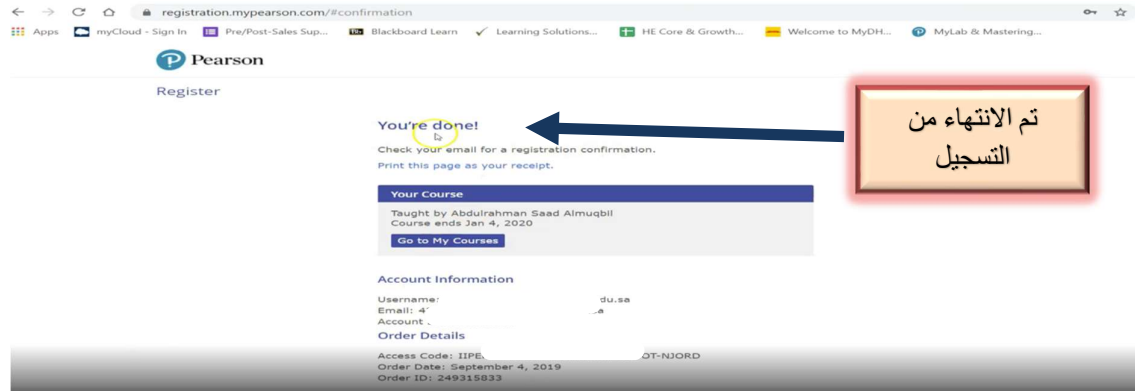 registration.mypearson.com/#confirmation
Apps myCloud - Sign In Pre/Post-Sales Sup... Blackboard Learn Learning Solutions... HE Core & Growth... Welcome to MyDH... MyLab & Mastering...
Pearson
Register
You're done!
تم الانتهاء من
التسجيل
Check your email for a registration confirmation.
Print this page as your receipt.
Your Course
Taught by Abdulrahman Saad Almuqbil
Course ends Jan 4, 2020
Go to My Courses
Account Information
Username: du.sa
Email: 4 a
Account
Order Details
Access Code: IIPE OT-NJORD
Order Date: September 4, 2019
Order ID: 249315833